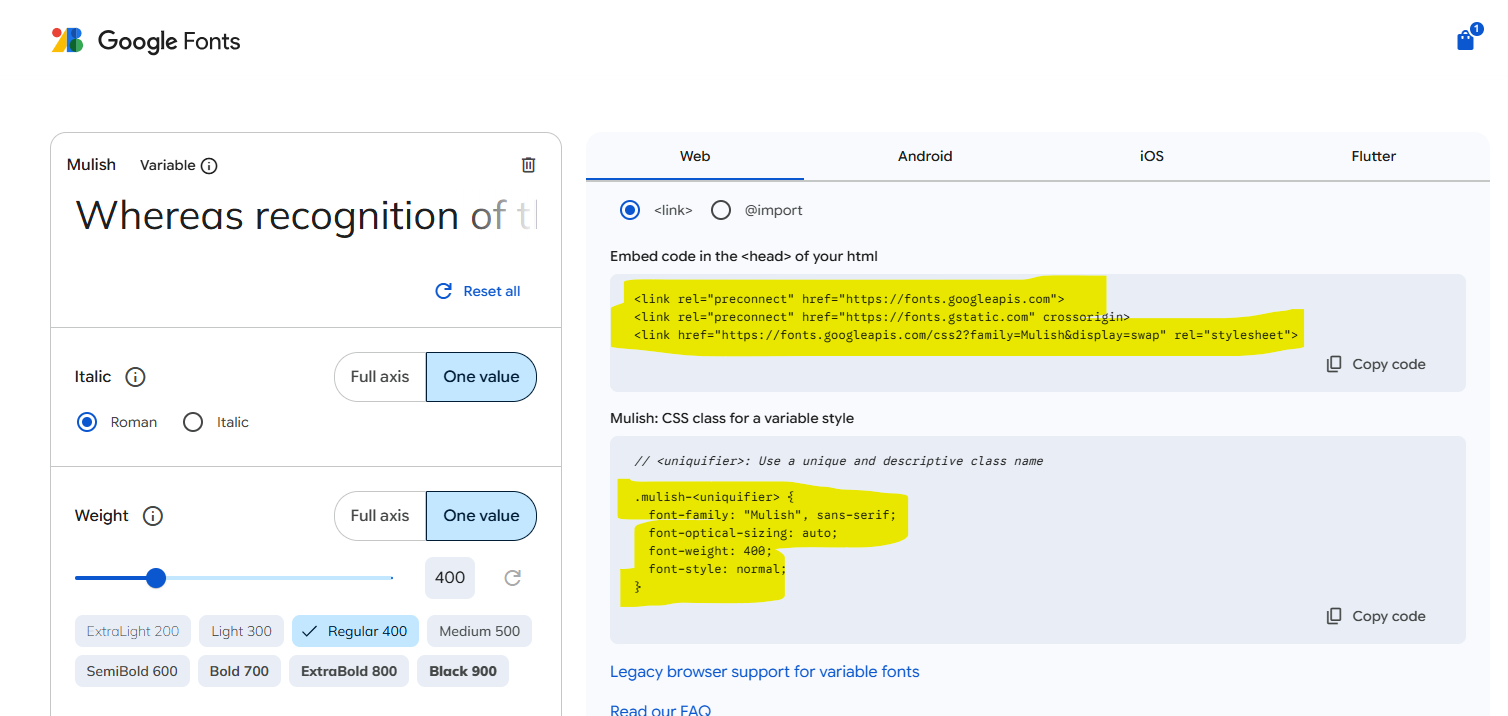 Google Fonts
1
Mulish Variable
Whereas recognition of t
Reset all
Italic
Full axis
One value
Roman
Italic
Weight
Full axis
One value
400
ExtraLight 200
Light 300
Regular 400
Medium 500
SemiBold 600
Bold 700
ExtraBold 800
Black 900
Web
Android
iOS
Flutter
<link>
@import
Embed code in the <head> of your html
<link rel="preconnect" href="https://fonts.googleapis.com">
<link rel="preconnect" href="https://fonts.gstatic.com" crossorigin>
<link href="https://fonts.googleapis.com/css2?family=Mulish&display=swap" rel="stylesheet">
Copy code
Mulish: CSS class for a variable style
// <uniquifier>: Use a unique and descriptive class name
.mulish-<uniquifier> {
  font-family: "Mulish", sans-serif;
  font-optical-sizing: auto;
  font-weight: 400;
  font-style: normal;
}
Copy code
Legacy browser support for variable fonts
Read our FAQ